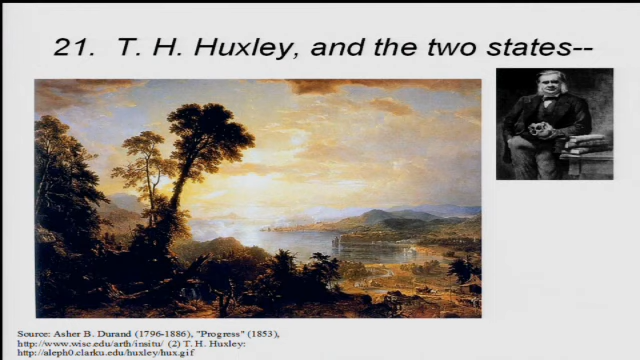 21. T. H. Huxley, and the two states--
Source: Asher B. Durand (1796-1886), "Progress" (1853),
http://www.wisc.edu/arth/insitu/ (2) T. H. Huxley:
http://aleph0.clarku.edu/huxley/hux.gif